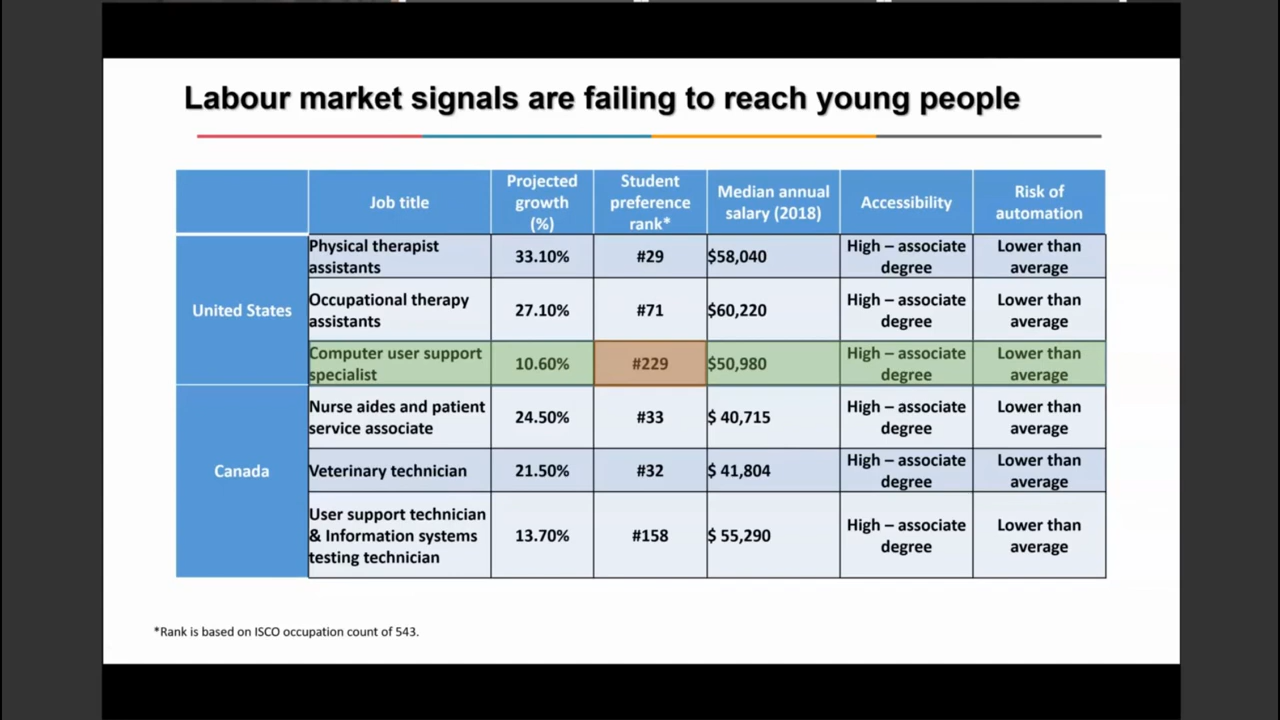 Labour market signals are failing to reach young people
Job title
Projected
growth
(%)
Student
preference
rank*
Median annual
salary (2018)
Accessibility
Risk of
automation
United States
Physical therapist
assistants
33.10%
#29
$58,040
High – associate
degree
Lower than
average
Occupational therapy
assistants
27.10%
#71
$60,220
High – associate
degree
Lower than
average
Computer user support
specialist
10.60%
#229
$50,980
High – associate
degree
Lower than
average
Canada
Nurse aides and patient
service associate
24.50%
#33
$ 40,715
High – associate
degree
Lower than
average
Veterinary technician
21.50%
#32
$ 41,804
High – associate
degree
Lower than
average
User support technician
& Information systems
testing technician
13.70%
#158
$ 55,290
High – associate
degree
Lower than
average
*Rank is based on ISCO occupation count of 543.